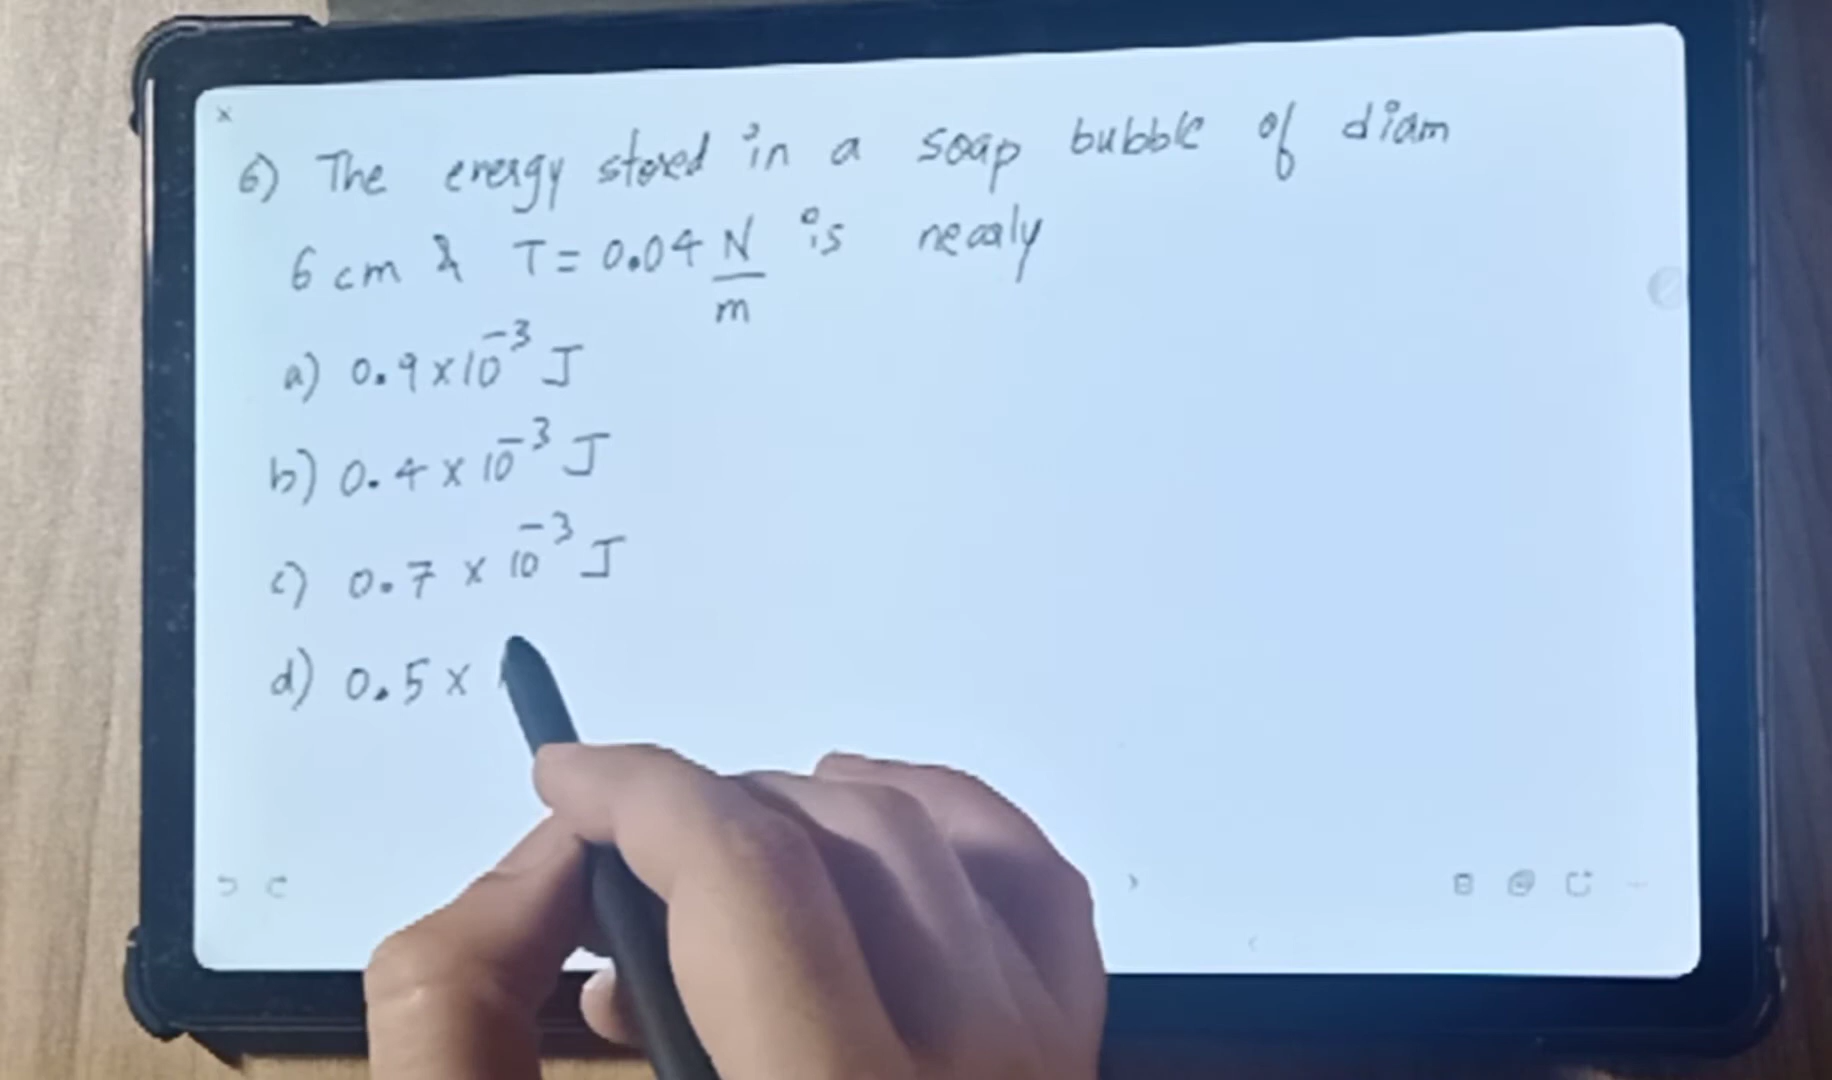 6) The energy stored in a soap bubble of diam
6 cm & T = 0.04 N/m is nearly
a) 0.9 × 10⁻³ J
b) 0.4 × 10⁻³ J
c) 0.7 × 10⁻³ J
d) 0.5 ×